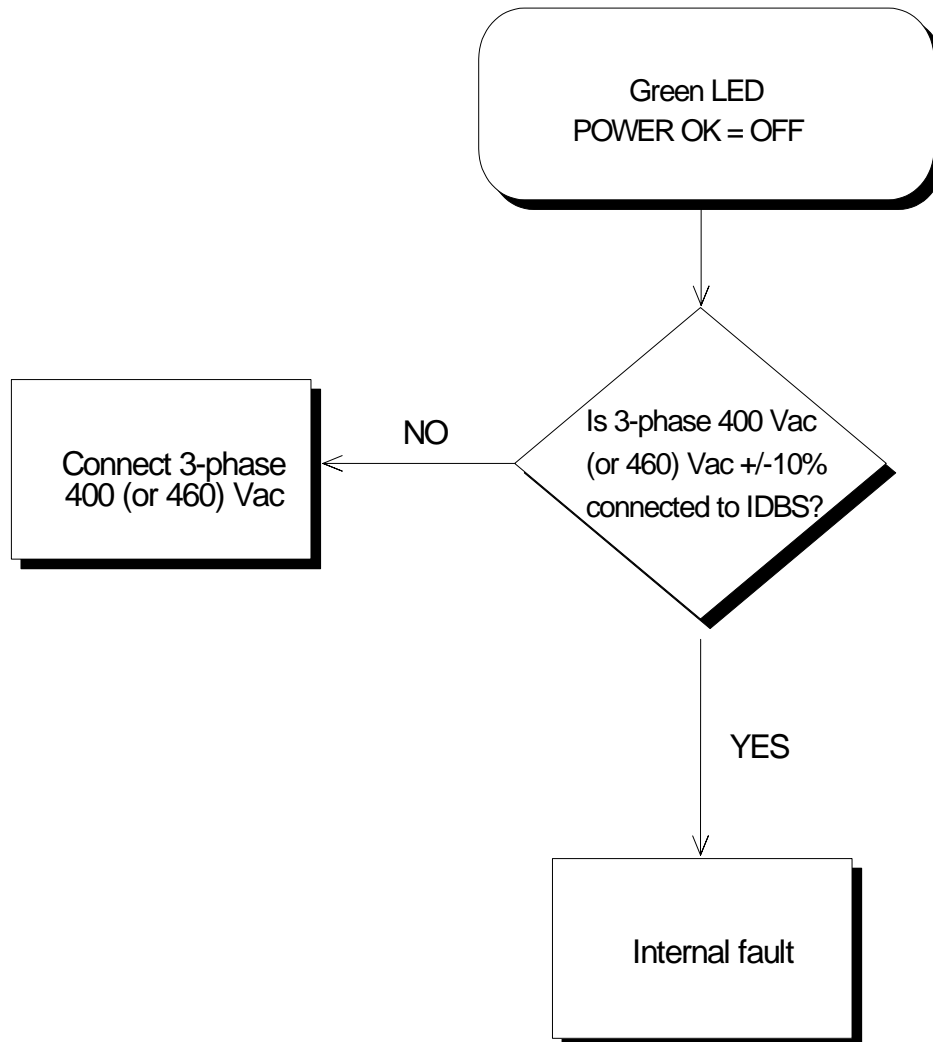 Green LED
POWER OK = OFF
Is 3-phase 400 Vac
(or 460) Vac +/-10%
connected to IDBS?
NO
Connect 3-phase
400 (or 460) Vac
YES
Internal fault